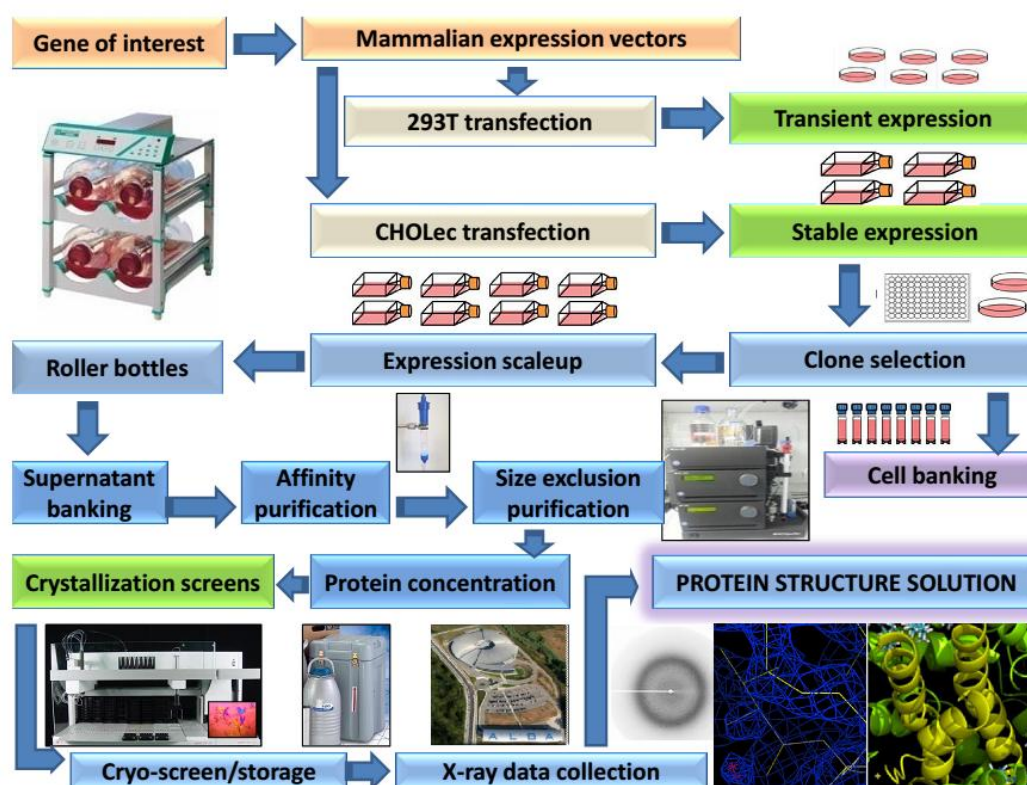 Gene of interest
Mammalian expression vectors
293T transfection
Transient expression
CHOLec transfection
Stable expression
Roller bottles
Expression scaleup
Clone selection
Supernatant
banking
Affinity
purification
Size exclusion
purification
Cell banking
Crystallization screens
Protein concentration
PROTEIN STRUCTURE SOLUTION
ALBA
Cryo-screen/storage
X-ray data collection